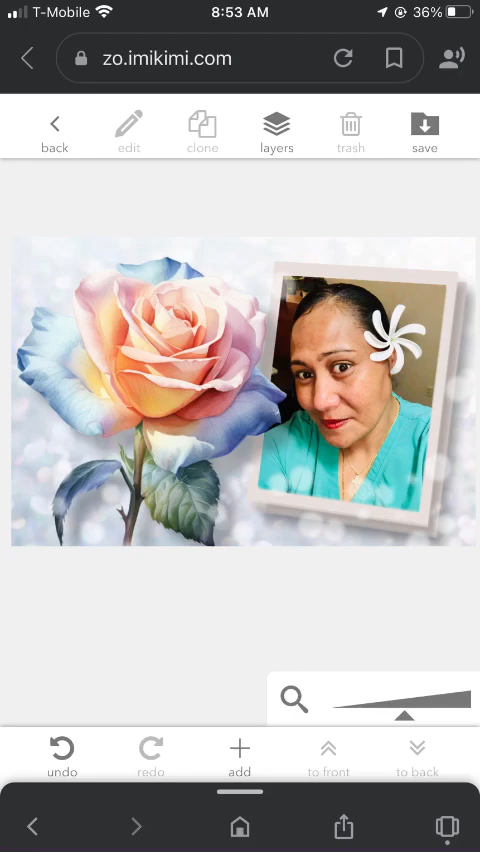 T-Mobile 8:53 AM 36%
zo.imikimi.com
back edit clone layers trash save
undo redo add to front to back